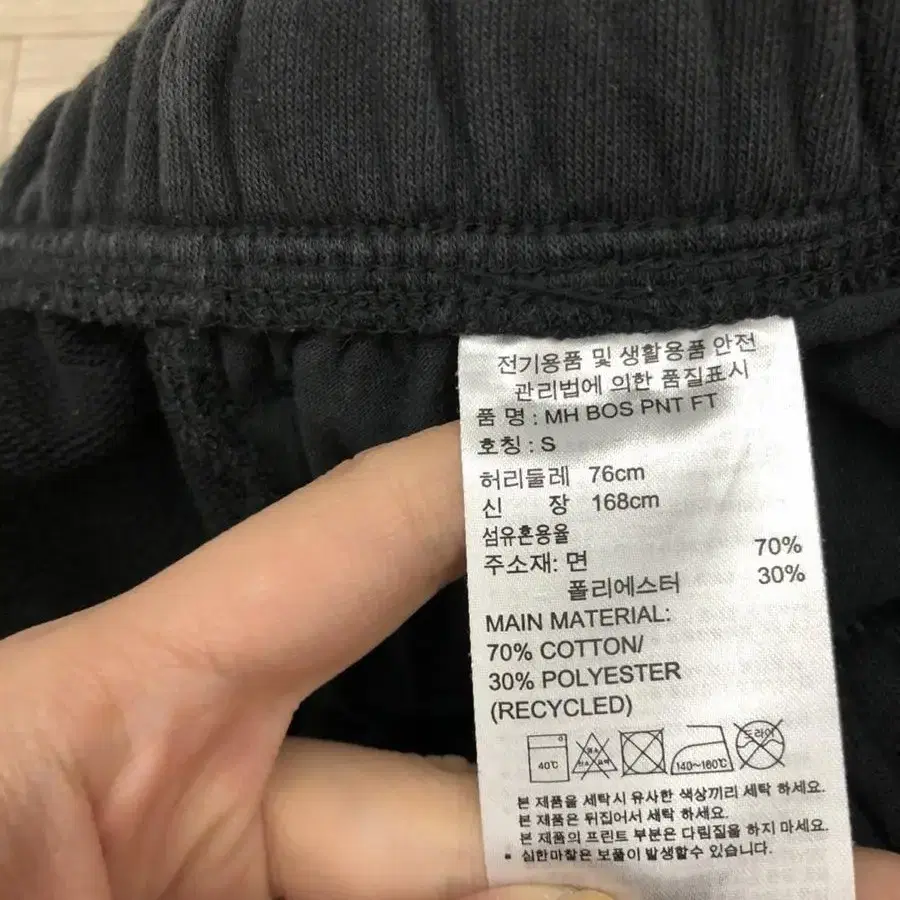 전기용품 및 생활용품 안전
관리법에 의한 품질표시
품 명 : MH BOS PNT FT
호칭 : S
허리둘레 76cm
신 장 168cm
섬유혼용율
주소재: 면 70%
폴리에스터 30%
MAIN MATERIAL:
70% COTTON/
30% POLYESTER
(RECYCLED)
40℃ 140~160℃ 드라이
본 제품을 세탁시 유사한 색상끼리 세탁 하세요.
본 제품은 뒤집어서 세탁 하세요.
본 제품의 프린트 부분은 다림질을 하지 마세요.
* 심한마찰은 보풀이 발생할수 있습니다.